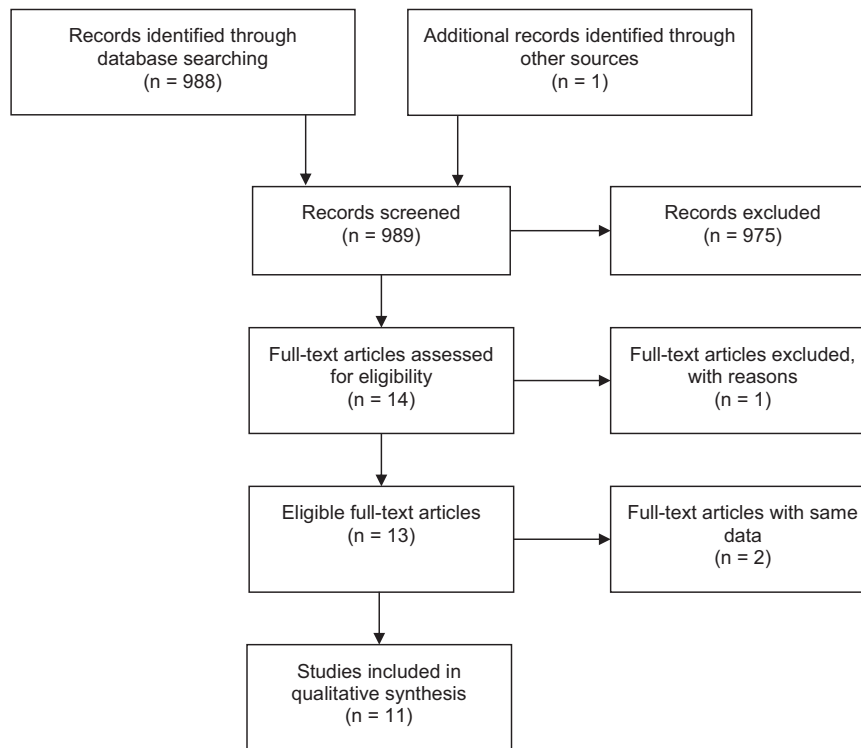 Records identified through
database searching
(n = 988)
Additional records identified through
other sources
(n = 1)
Records screened
(n = 989)
Records excluded
(n = 975)
Full-text articles assessed
for eligibility
(n = 14)
Full-text articles excluded,
with reasons
(n = 1)
Eligible full-text articles
(n = 13)
Full-text articles with same
data
(n = 2)
Studies included in
qualitative synthesis
(n = 11)